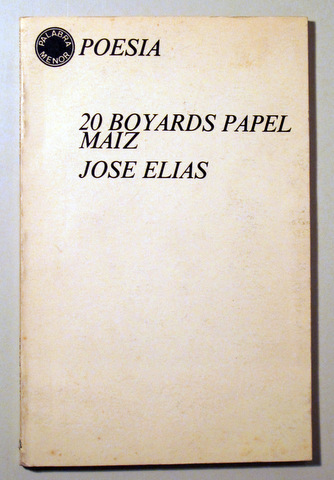 PALABRA
MENOR
POESIA
20 BOYARDS PAPEL
MAIZ
JOSE ELIAS